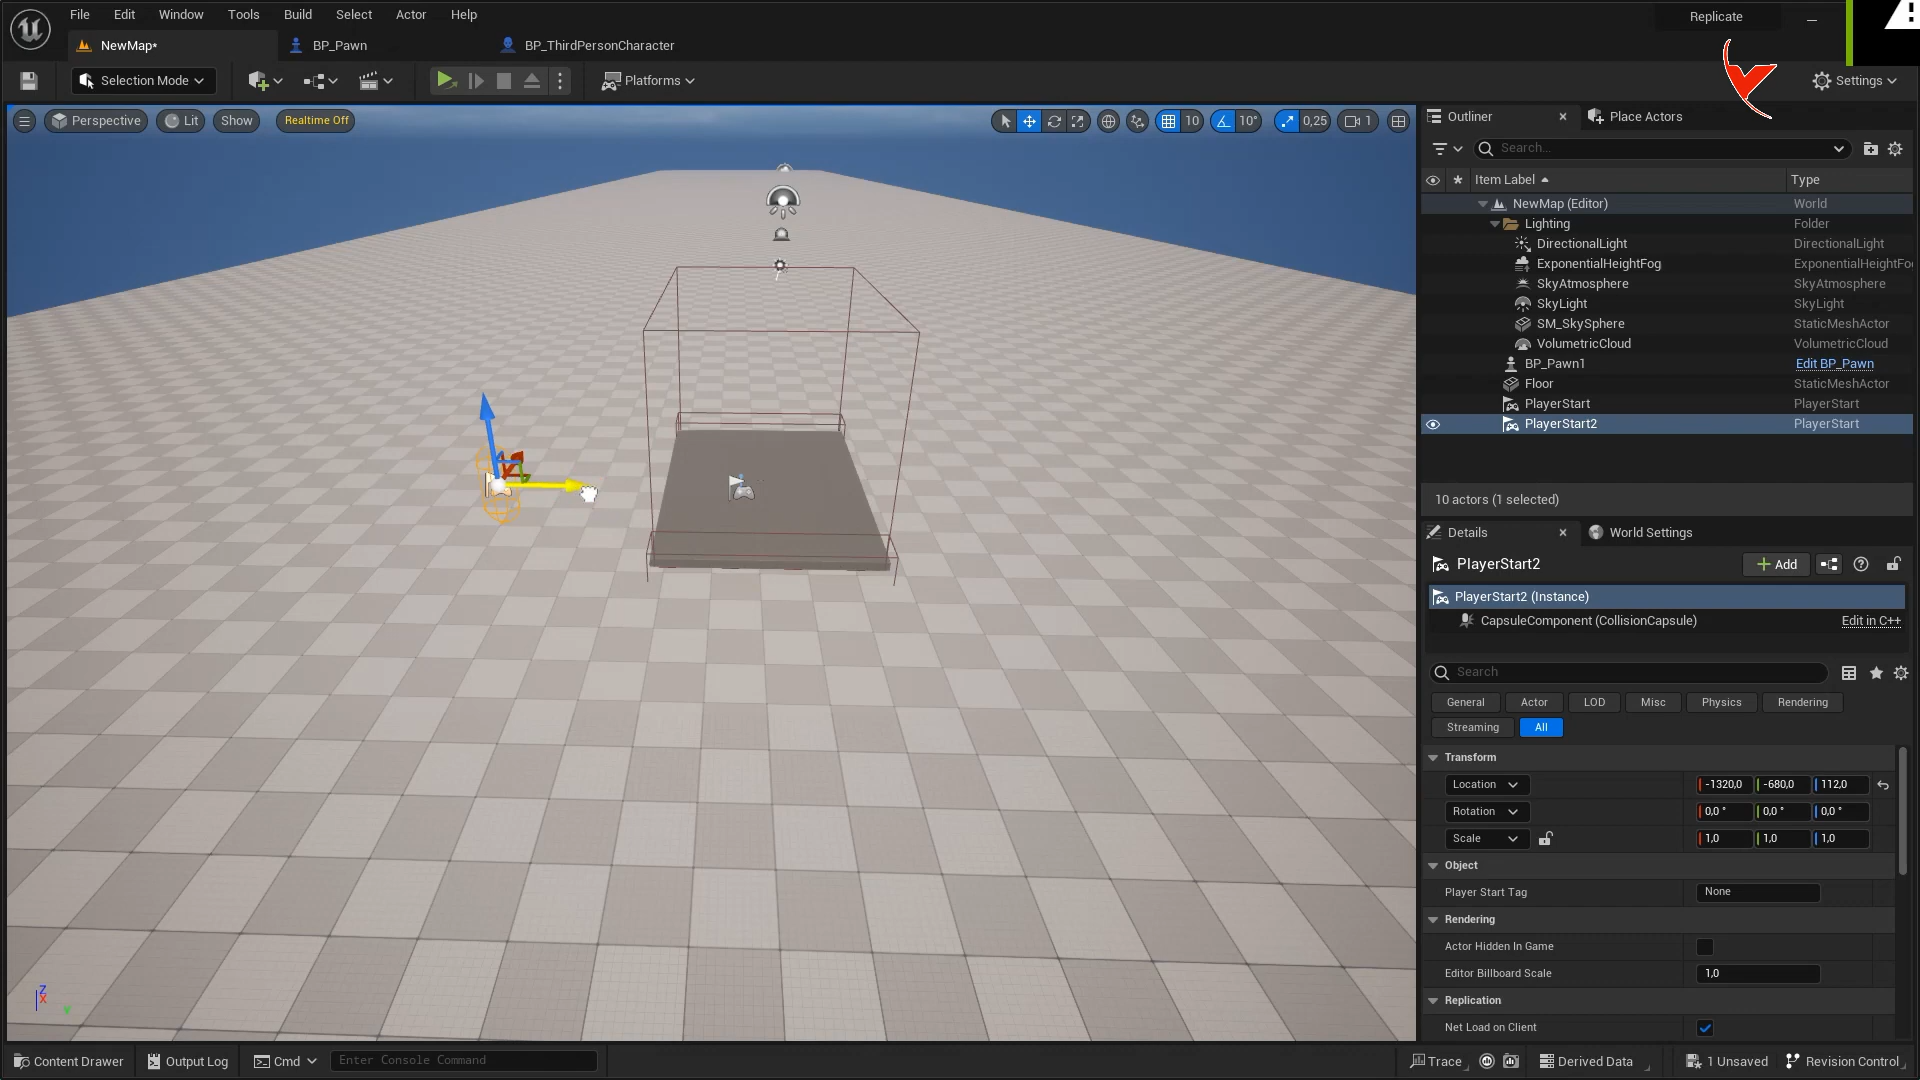 File Edit Window Tools Build Select Actor Help
Replicate
NewMap* BP_Pawn BP_ThirdPersonCharacter
Selection Mode Platforms Settings
Perspective Lit Show Realtime Off 10 10° 0,25 1
Outliner Place Actors
Search...
Item Label Type
NewMap (Editor) World
Lighting Folder
DirectionalLight DirectionalLight
ExponentialHeightFog ExponentialHeightFo
SkyAtmosphere SkyAtmosphere
SkyLight SkyLight
SM_SkySphere StaticMeshActor
VolumetricCloud VolumetricCloud
BP_Pawn1 Edit BP_Pawn
Floor StaticMeshActor
PlayerStart PlayerStart
PlayerStart2 PlayerStart
10 actors (1 selected)
Details World Settings
PlayerStart2 Add
PlayerStart2 (Instance)
CapsuleComponent (CollisionCapsule) Edit in C++
Search
General Actor LOD Misc Physics Rendering
Streaming All
Transform
Location -1320,0 -680,0 112,0
Rotation 0,0 ° 0,0 ° 0,0 °
Scale 1,0 1,0 1,0
Object
Player Start Tag None
Rendering
Actor Hidden In Game
Editor Billboard Scale 1,0
Replication
Net Load on Client
Z
X
Y
Content Drawer Output Log Cmd Enter Console Command Trace Derived Data 1 Unsaved Revision Control